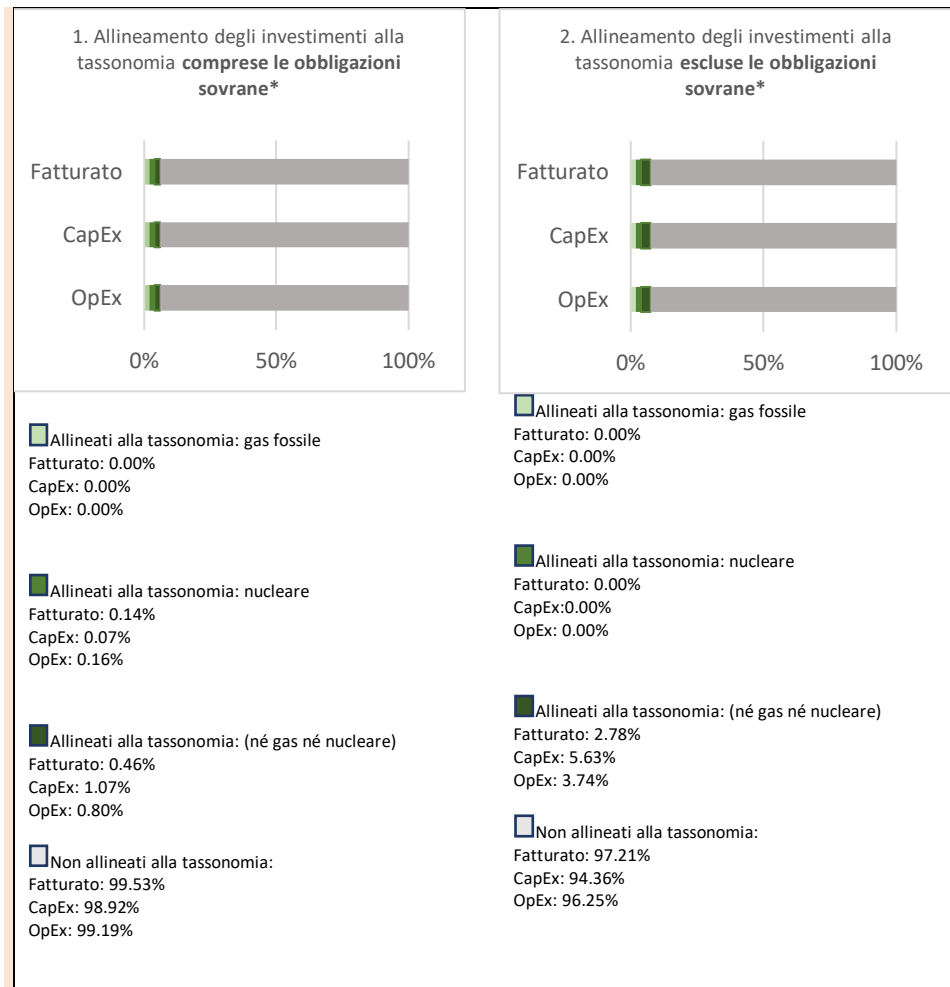 1. Allineamento degli investimenti alla
tassonomia comprese le obbligazioni
sovrane*
Fatturato
CapEx
OpEx
0%
50%
100%
Allineati alla tassonomia: gas fossile
Fatturato: 0.00%
CapEx: 0.00%
OpEx: 0.00%
Allineati alla tassonomia: nucleare
Fatturato: 0.14%
CapEx: 0.07%
OpEx: 0.16%
Allineati alla tassonomia: (né gas né nucleare)
Fatturato: 0.46%
CapEx: 1.07%
OpEx: 0.80%
Non allineati alla tassonomia:
Fatturato: 99.53%
CapEx: 98.92%
OpEx: 99.19%
2. Allineamento degli investimenti alla
tassonomia escluse le obbligazioni
sovrane*
Fatturato
CapEx
OpEx
0%
50%
100%
Allineati alla tassonomia: gas fossile
Fatturato: 0.00%
CapEx: 0.00%
OpEx: 0.00%
Allineati alla tassonomia: nucleare
Fatturato: 0.00%
CapEx:0.00%
OpEx: 0.00%
Allineati alla tassonomia: (né gas né nucleare)
Fatturato: 2.78%
CapEx: 5.63%
OpEx: 3.74%
Non allineati alla tassonomia:
Fatturato: 97.21%
CapEx: 94.36%
OpEx: 96.25%